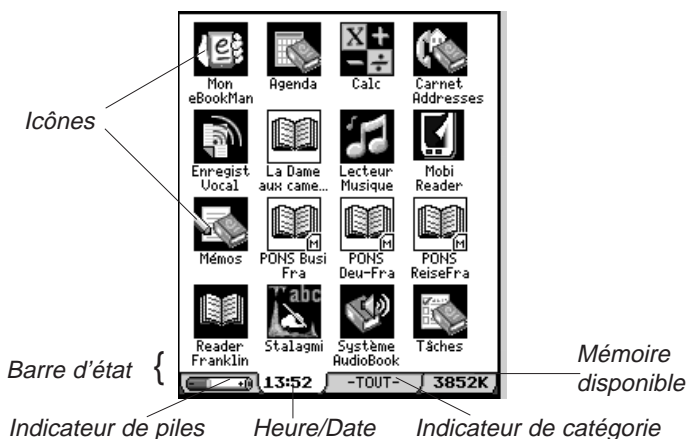 Mon
eBookMan
Agenda
Calc
Carnet
Addresses
Icônes
Enregist
Vocal
La Dame
aux came...
Lecteur
Musique
Mobi
Reader
Mémos
PONS Busi
Fra
PONS
Deu-Fra
PONS
ReiseFra
Reader
Franklin
Stalagmi
Système
AudioBook
Tâches
Barre d'état {
13:52
-TOUT-
3852K
Mémoire
disponible
Indicateur de piles
Heure/Date
Indicateur de catégorie